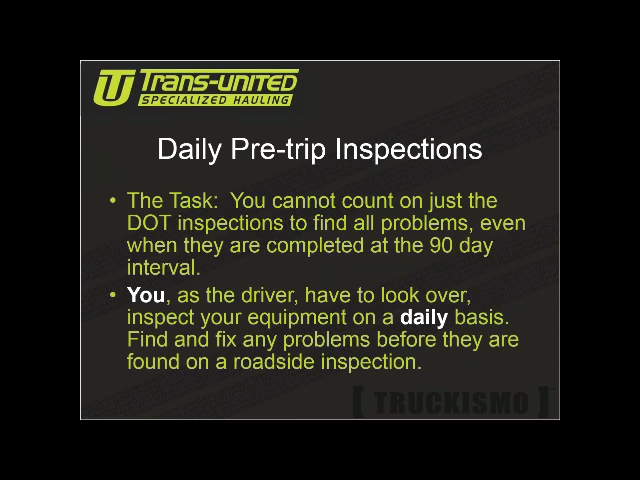 Trans-United
SPECIALIZED HAULING
Daily Pre-trip Inspections
• The Task: You cannot count on just the
DOT inspections to find all problems, even
when they are completed at the 90 day
interval.
• You, as the driver, have to look over,
inspect your equipment on a daily basis.
Find and fix any problems before they are
found on a roadside inspection.
[ TRUCKISMO ]